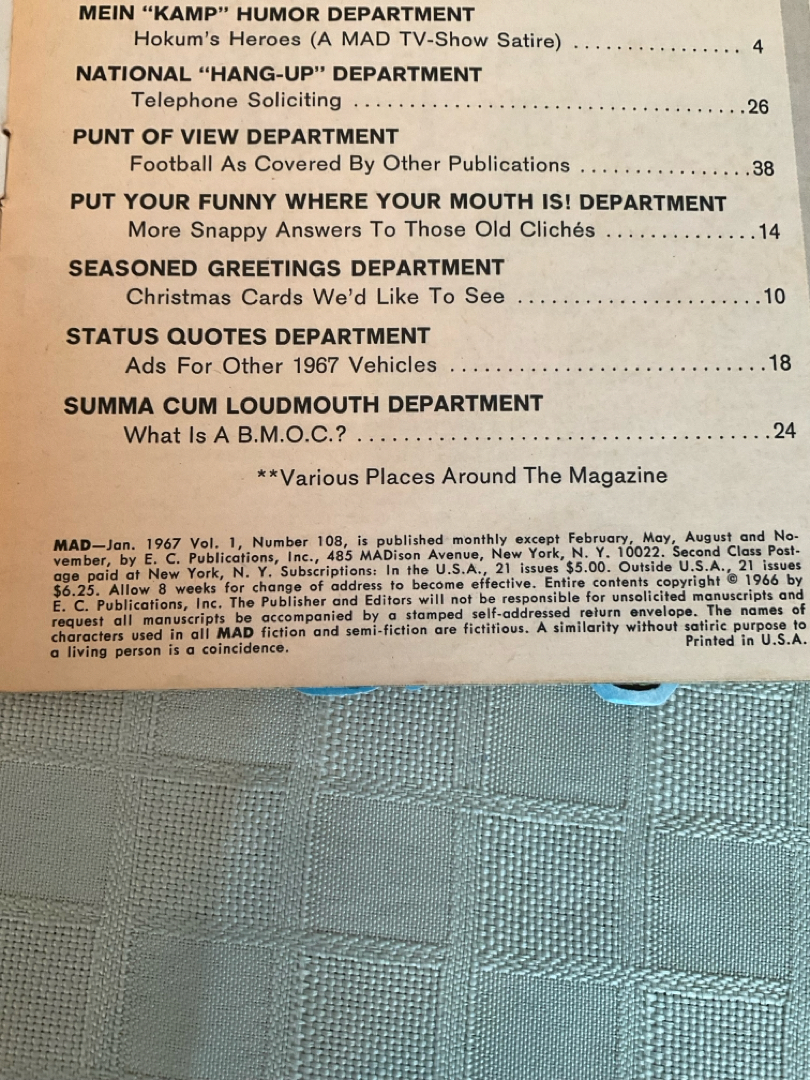 MEIN “KAMP” HUMOR DEPARTMENT
Hokum's Heroes (A MAD TV-Show Satire) ................ 4
NATIONAL “HANG-UP” DEPARTMENT
Telephone Soliciting ...................................26
PUNT OF VIEW DEPARTMENT
Football As Covered By Other Publications ................38
PUT YOUR FUNNY WHERE YOUR MOUTH IS! DEPARTMENT
More Snappy Answers To Those Old Clichés ..............14
SEASONED GREETINGS DEPARTMENT
Christmas Cards We'd Like To See .......................10
STATUS QUOTES DEPARTMENT
Ads For Other 1967 Vehicles .............................18
SUMMA CUM LOUDMOUTH DEPARTMENT
What Is A B.M.O.C.? .....................................24
**Various Places Around The Magazine
MAD—Jan. 1967 Vol. 1, Number 108, is published monthly except February, May, August and No-
vember, by E. C. Publications, Inc., 485 MADison Avenue, New York, N. Y. 10022. Second Class Post-
age paid at New York, N. Y. Subscriptions: In the U.S.A., 21 issues $5.00. Outside U.S.A., 21 issues
$6.25. Allow 8 weeks for change of address to become effective. Entire contents copyright © 1966 by
E. C. Publications, Inc. The Publisher and Editors will not be responsible for unsolicited manuscripts and
request all manuscripts be accompanied by a stamped self-addressed return envelope. The names of
characters used in all MAD fiction and semi-fiction are fictitious. A similarity without satiric purpose to
a living person is a coincidence. Printed in U.S.A.